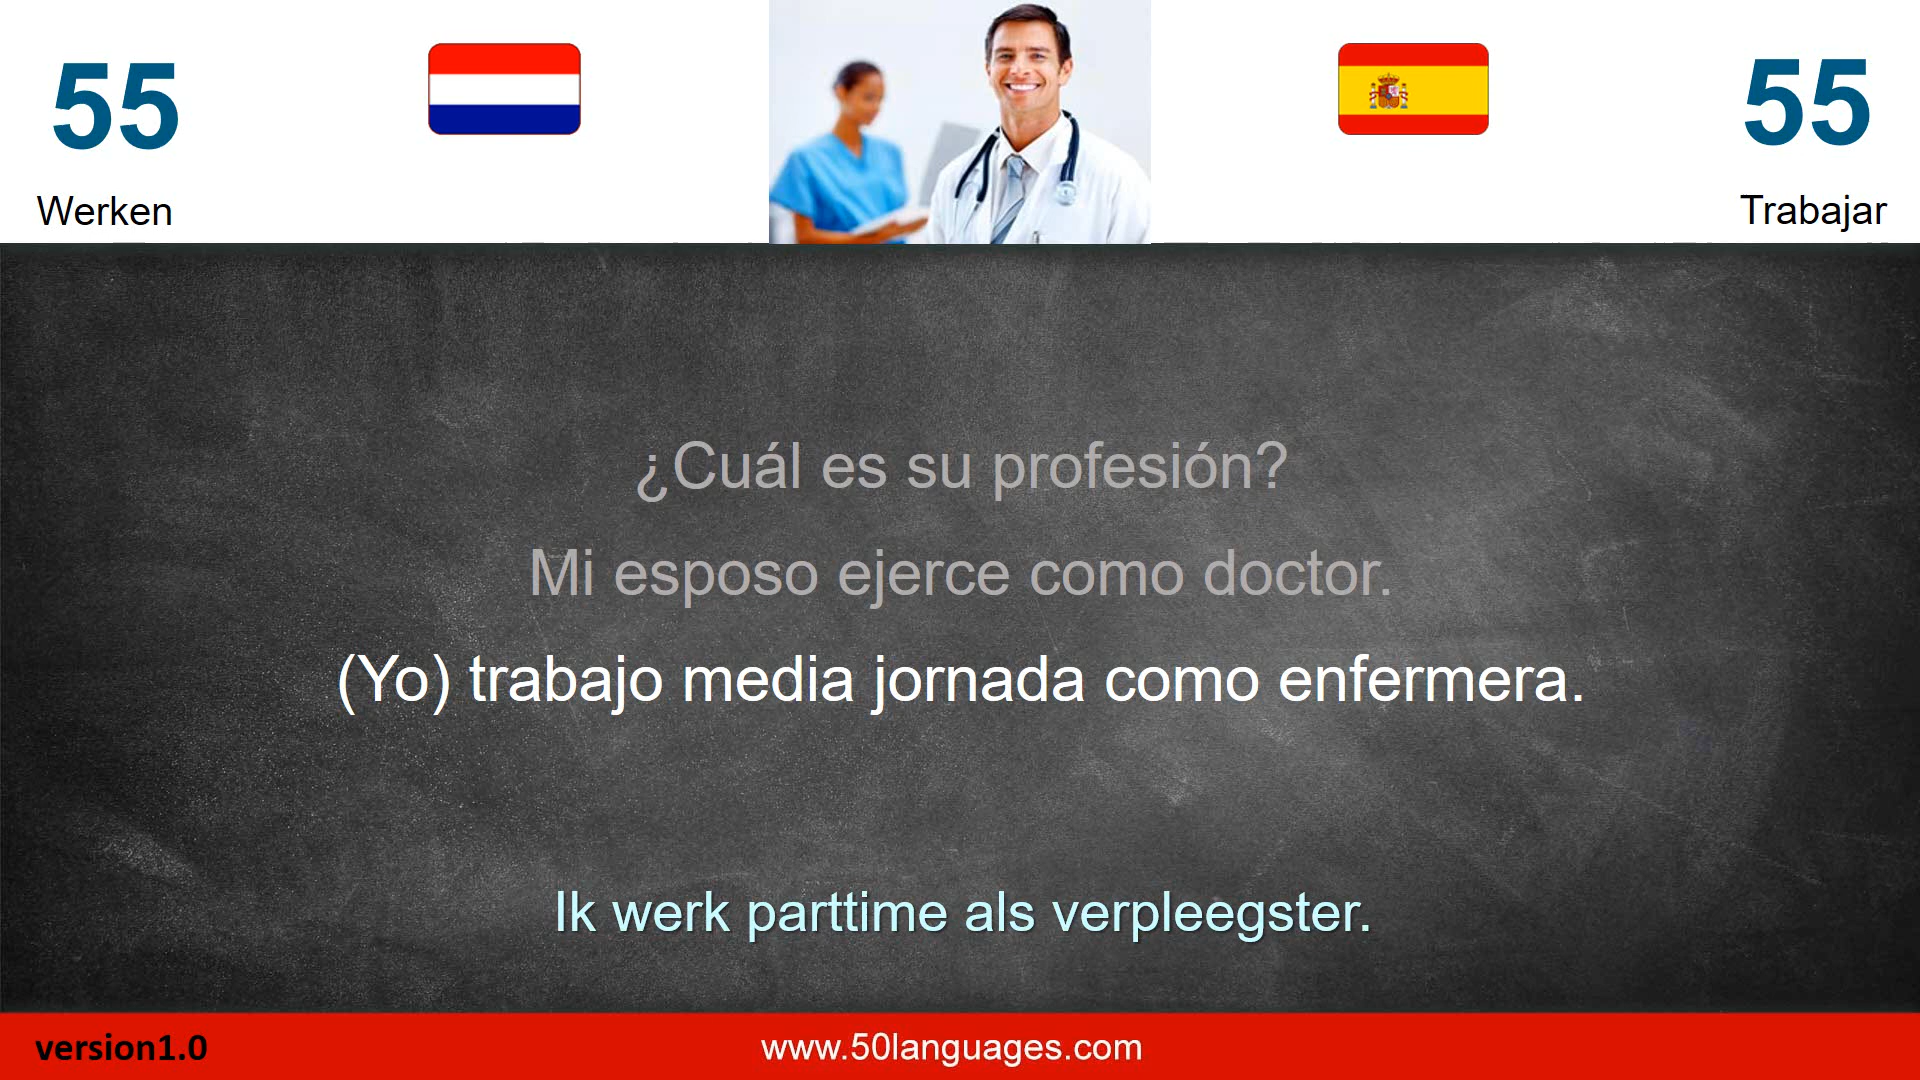 55
55
Werken
Trabajar
¿Cuál es su profesión?
Mi esposo ejerce como doctor.
(Yo) trabajo media jornada como enfermera.
Ik werk parttime als verpleegster.
version1.0
www.50languages.com